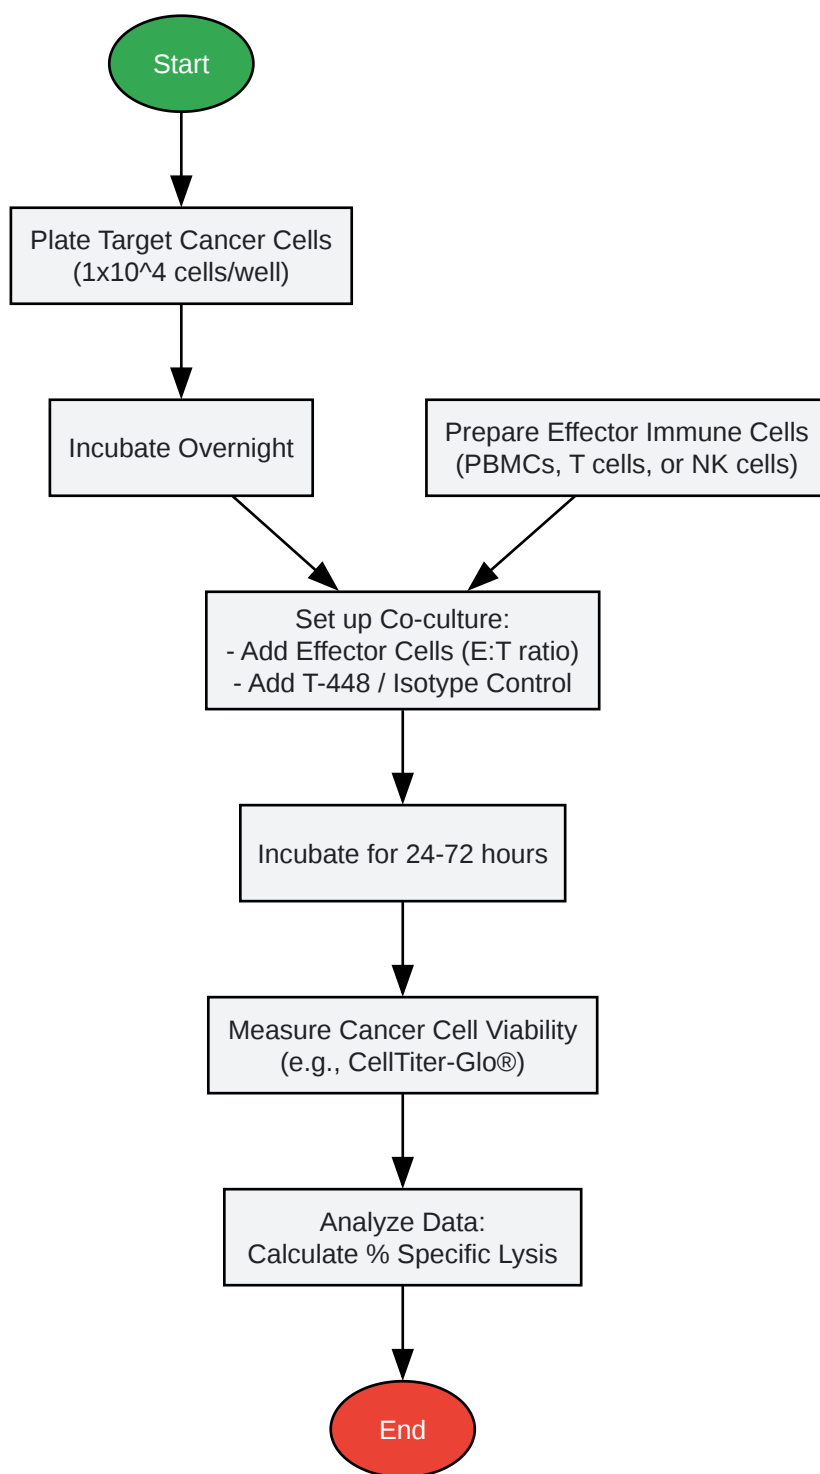 Start
Plate Target Cancer Cells
(1x10^4 cells/well)
Incubate Overnight
Prepare Effector Immune Cells
(PBMCs, T cells, or NK cells)
Set up Co-culture:
- Add Effector Cells (E:T ratio)
- Add T-448 / Isotype Control
Incubate for 24-72 hours
Measure Cancer Cell Viability
(e.g., CellTiter-Glo®)
Analyze Data:
Calculate % Specific Lysis
End